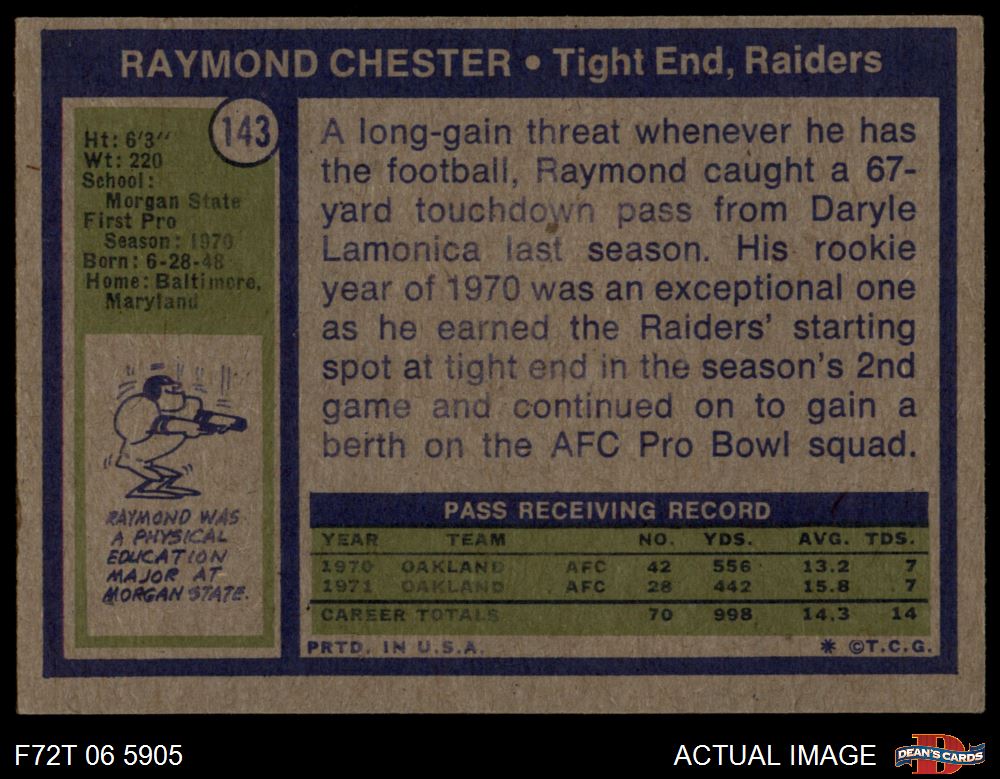 RAYMOND CHESTER • Tight End, Raiders
143
Ht: 6'3"
Wt: 220
School:
Morgan State
First Pro
Season: 1970
Born: 6-28-48
Home: Baltimore,
Maryland
RAYMOND WAS
A PHYSICAL
EDUCATION
MAJOR AT
MORGAN STATE.
A long-gain threat whenever he has
the football, Raymond caught a 67-
yard touchdown pass from Daryle
Lamonica last season. His rookie
year of 1970 was an exceptional one
as he earned the Raiders' starting
spot at tight end in the season's 2nd
game and continued on to gain a
berth on the AFC Pro Bowl squad.
PASS RECEIVING RECORD
YEAR TEAM NO. YDS. AVG. TDS.
1970 OAKLAND AFC 42 556 13.2 7
1971 OAKLAND AFC 28 442 15.8 7
CAREER TOTALS 70 998 14.3 14
PRTD. IN U.S.A. * ©T.C.G.
F72T 06 5905 ACTUAL IMAGE
DEAN'S CARDS